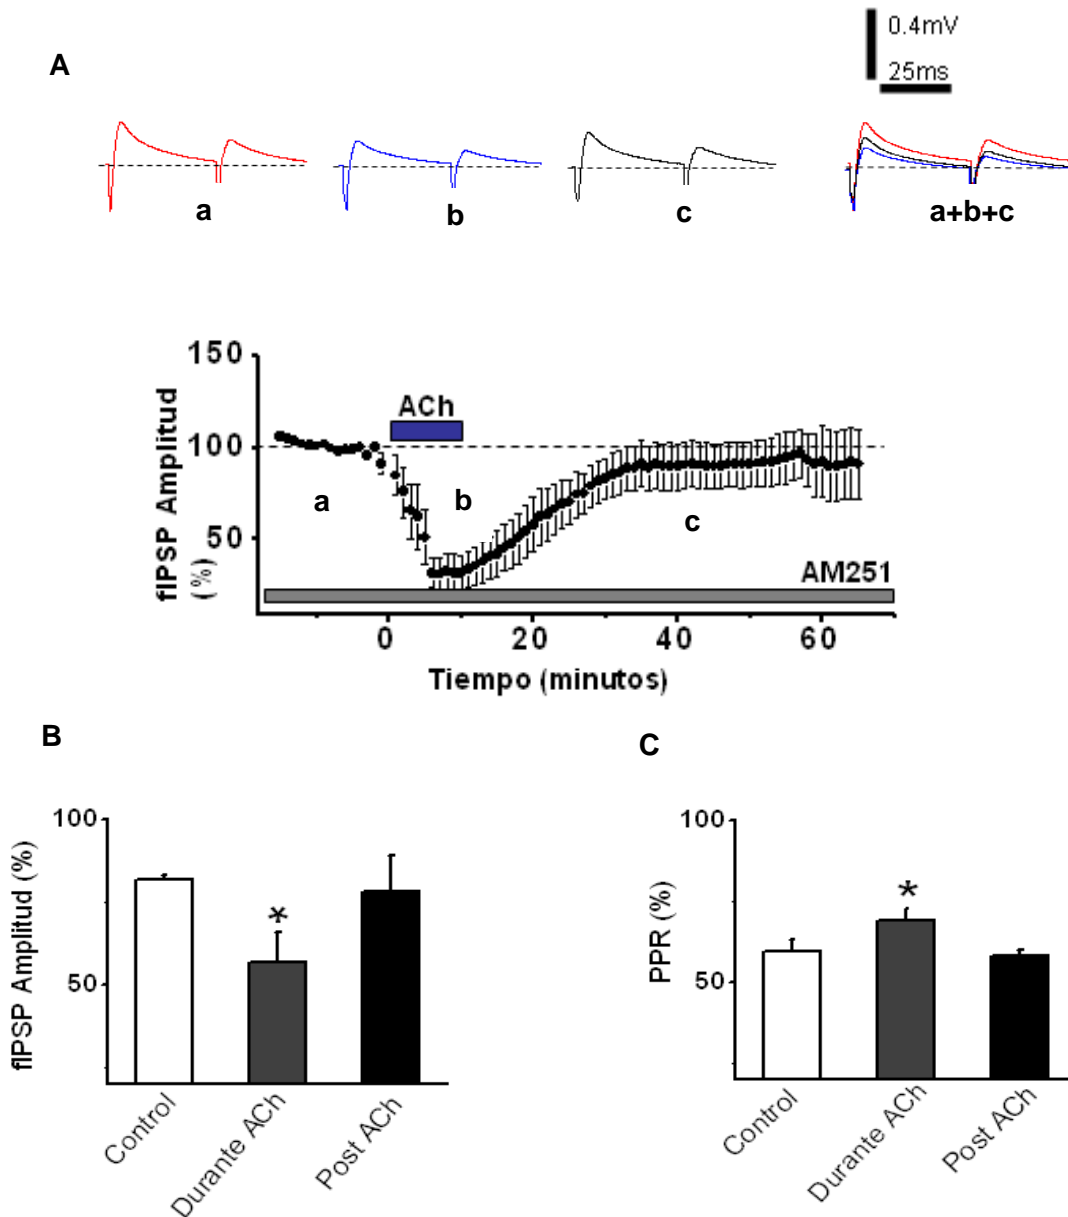 A
0.4mV
25ms
a
b
c
a+b+c
fIPSP Amplitud
(%)
150
100
50
ACh
a
b
c
AM251
0
20
40
60
Tiempo (minutos)
B
fIPSP Amplitud (%)
100
50
*
Control
Durante ACh
Post ACh
C
PPR (%)
100
50
*
Control
Durante ACh
Post ACh